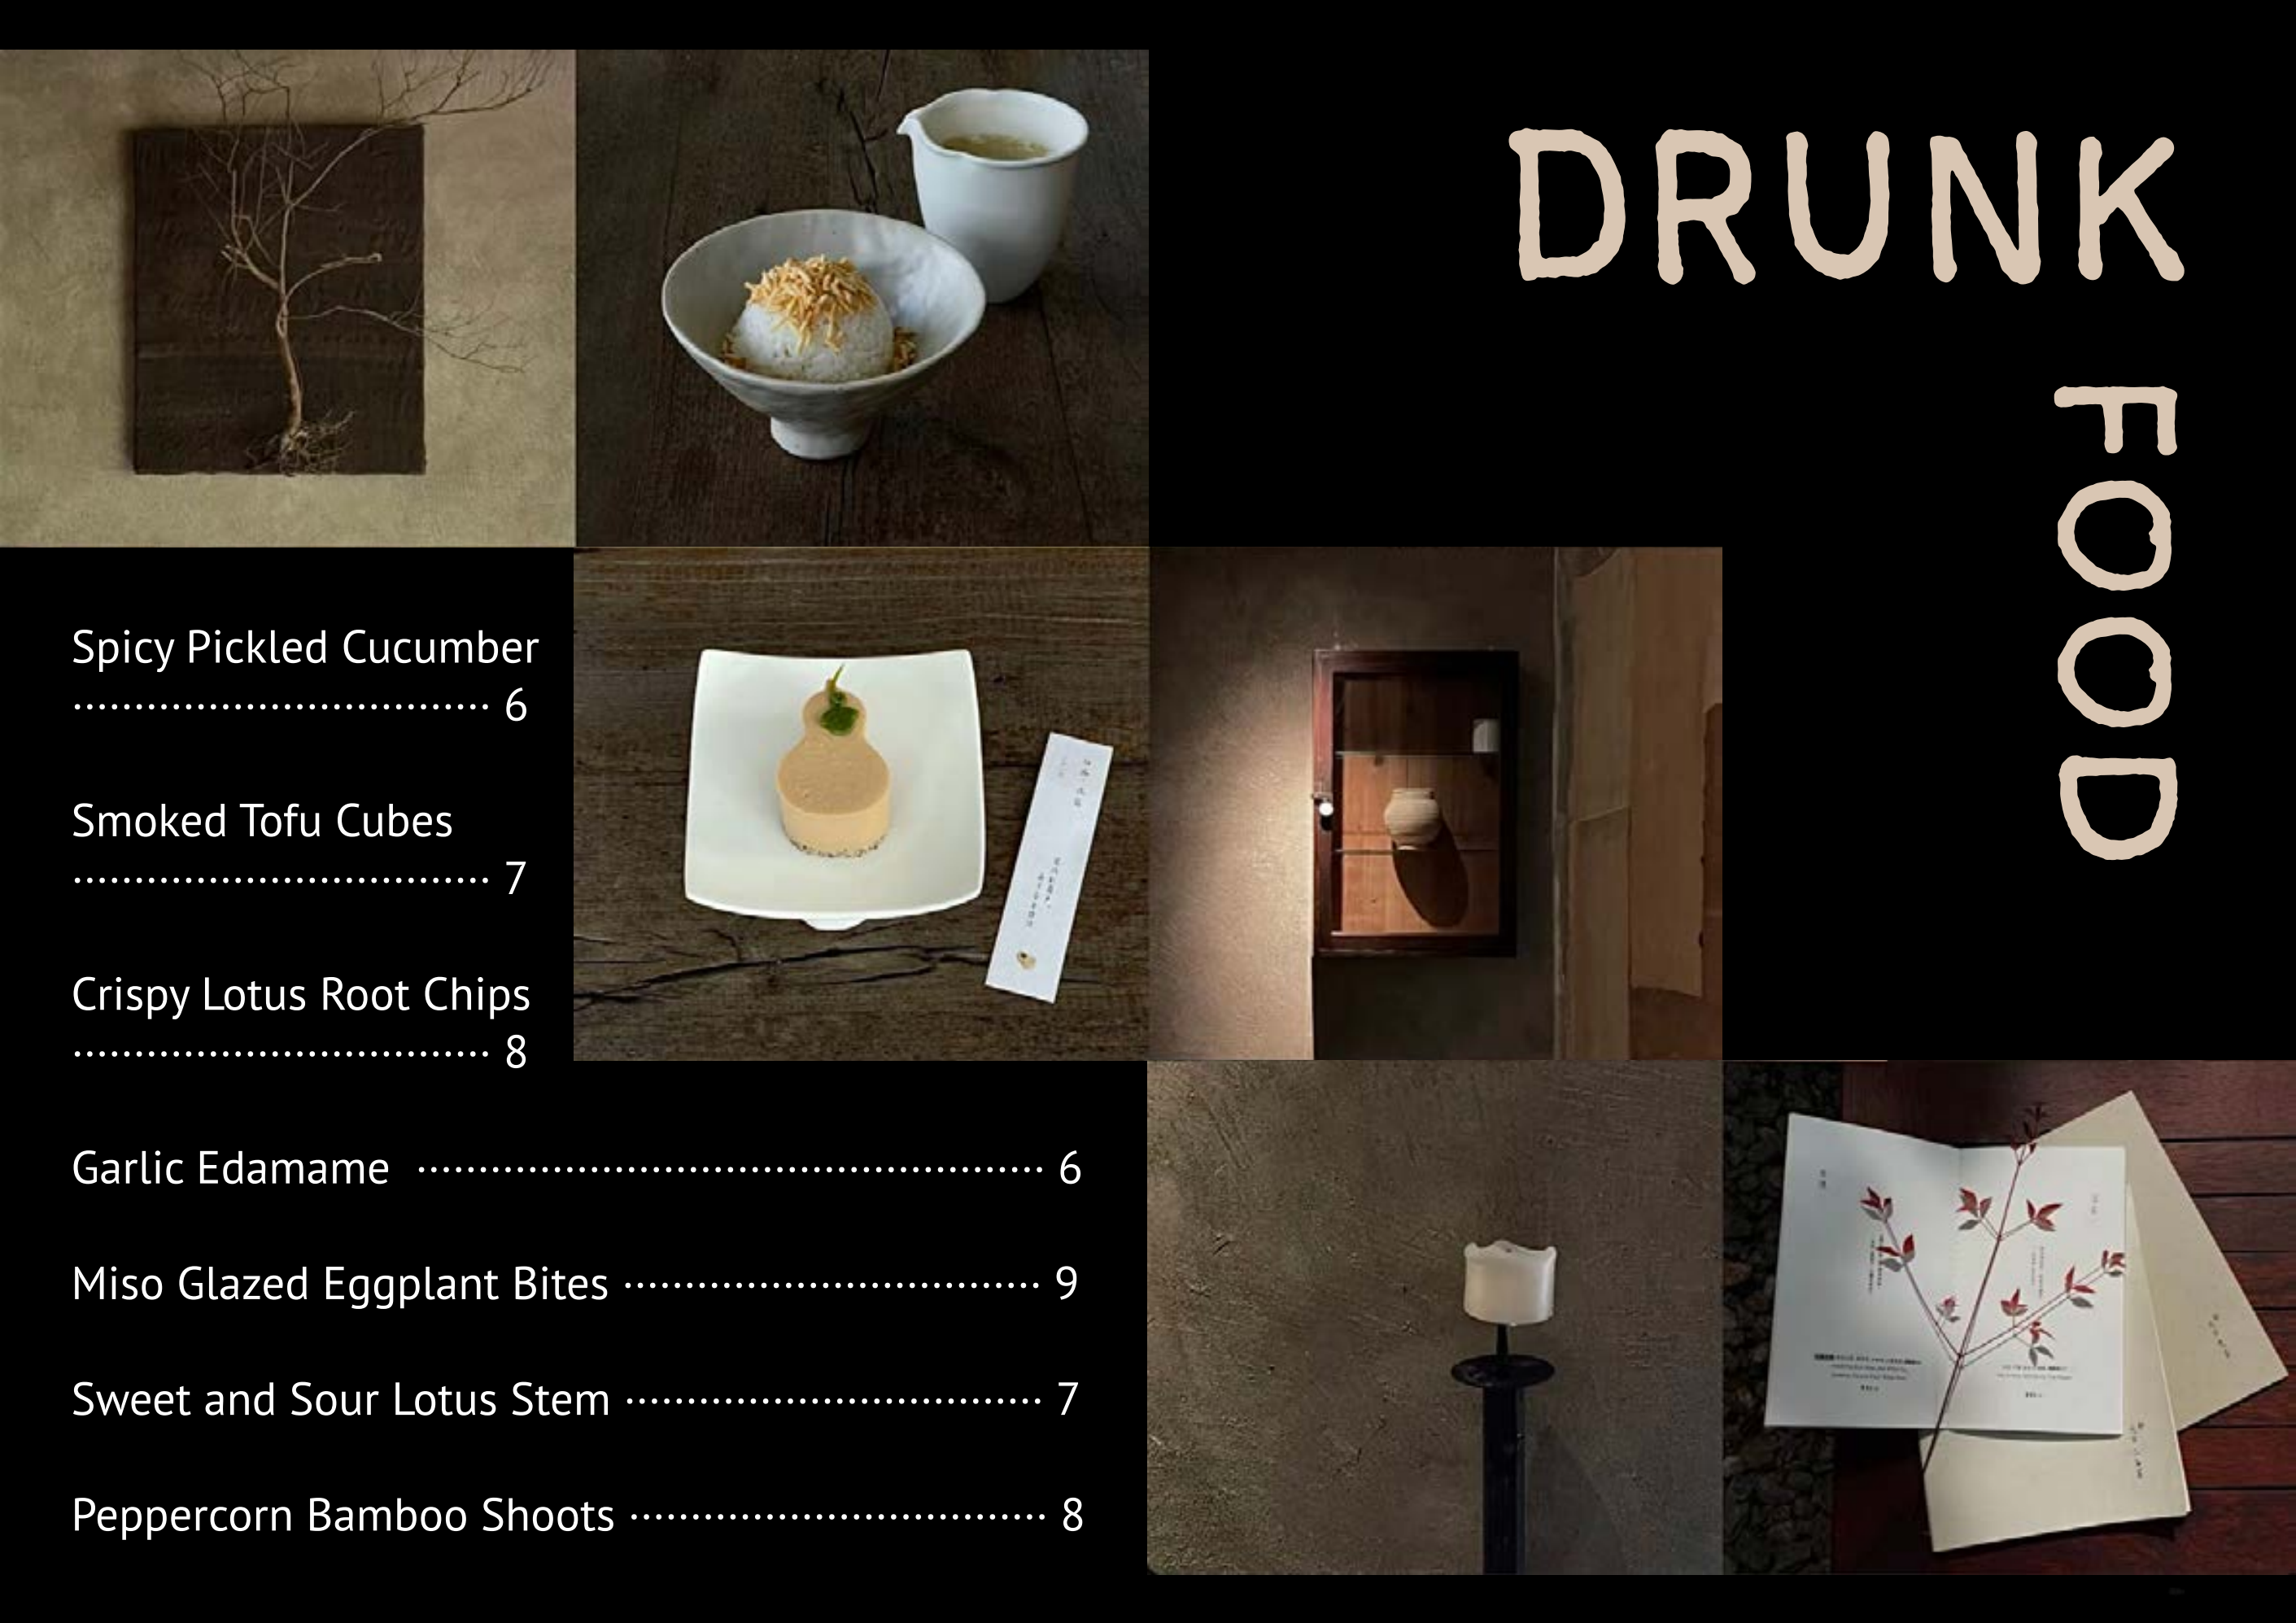 DRUNK
FOOD
Spicy Pickled Cucumber
·································· 6
Smoked Tofu Cubes
·································· 7
Crispy Lotus Root Chips
·································· 8
Garlic Edamame ··················································· 6
Miso Glazed Eggplant Bites ·································· 9
Sweet and Sour Lotus Stem ·································· 7
Peppercorn Bamboo Shoots ·································· 8